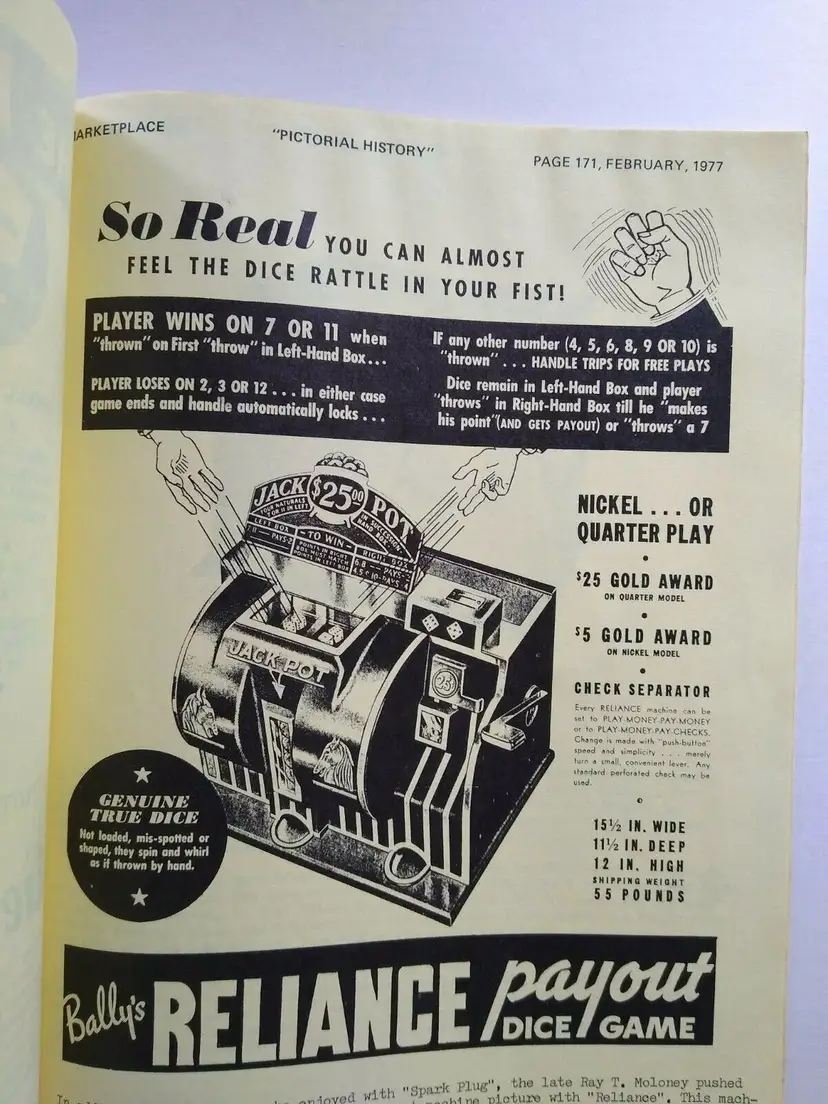 MARKETPLACE
"PICTORIAL HISTORY"
PAGE 171, FEBRUARY, 1977
So Real YOU CAN ALMOST
FEEL THE DICE RATTLE IN YOUR FIST!
PLAYER WINS ON 7 OR 11 when
"thrown" on First "throw" in Left-Hand Box...
PLAYER LOSES ON 2, 3 OR 12 ... in either case
game ends and handle automatically locks ...
IF any other number (4, 5, 6, 8, 9 OR 10) is
"thrown" ... HANDLE TRIPS FOR FREE PLAYS
Dice remain in Left-Hand Box and player
"throws" in Right-Hand Box till he "makes
his point" (AND GETS PAYOUT) or "throws" a 7
JACK $25.00 POT
LEFT BOX
TO WIN
RIGHT BOX
JACK POT
25¢
NICKEL ... OR
QUARTER PLAY
$25 GOLD AWARD
ON QUARTER MODEL
$5 GOLD AWARD
ON NICKEL MODEL
CHECK SEPARATOR
Every RELIANCE machine can be
set to PLAY-MONEY-PAY-MONEY
or to PLAY-MONEY-PAY-CHECKS.
Change is made with "push-button"
speed and simplicity ... merely
turn a small, convenient lever. Any
standard perforated check may be
used.
15½ IN. WIDE
11½ IN. DEEP
12 IN. HIGH
SHIPPING WEIGHT
55 POUNDS
GENUINE
TRUE DICE
Not loaded, mis-spotted or
shaped, they spin and whirl
as if thrown by hand.
Bally's RELIANCE payout
DICE GAME
enjoyed with "Spark Plug", the late Ray T. Moloney pushed
machine picture with "Reliance". This mach-